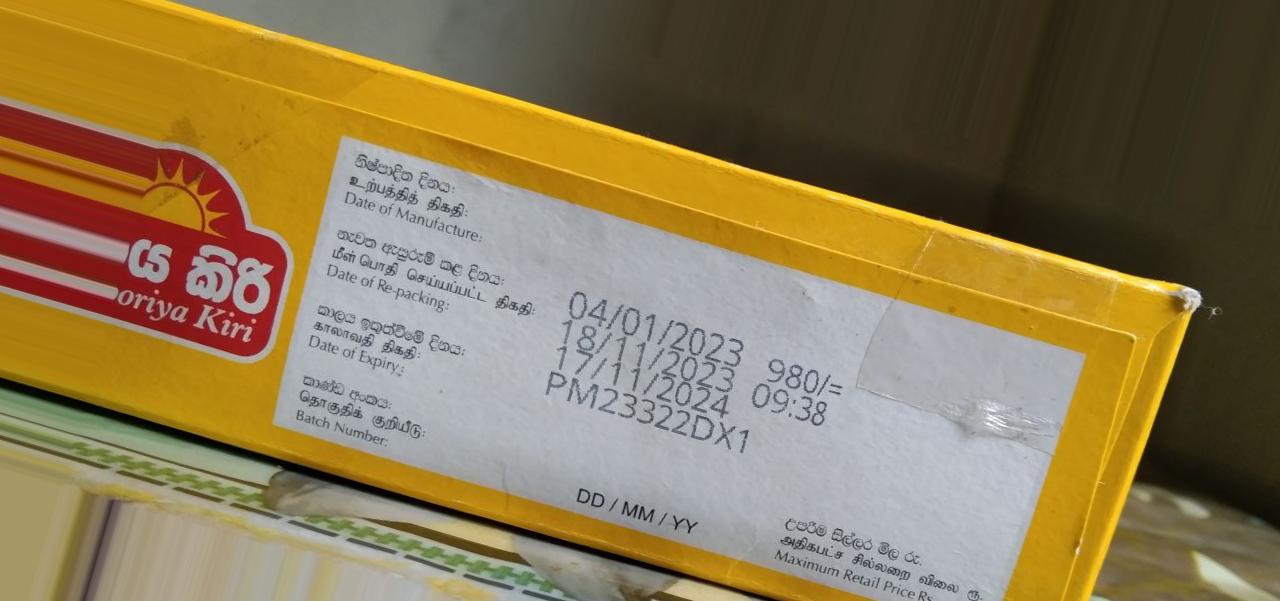 ය කිරි
oriya Kiri
නිෂ්පාදිත දිනය:
உற்பத்தித் திகதி:
Date of Manufacture:
නැවත ඇසුරුම් කළ දිනය:
மீள் பொதி செய்யப்பட்ட திகதி:
Date of Re-packing:
කාලය ඉකුත්වීමේ දිනය:
காலாவதி திகதி:
Date of Expiry:
කාණ්ඩ අංකය:
தொகுதிக் குறியீடு:
Batch Number:
04/01/2023 980/=
18/11/2023 09:38
17/11/2024
PM23322DX1
DD / MM / YY
උපරිම සිල්ලර මිල රු.
அதிகபட்ச சில்லறை விலை ரூ.
Maximum Retail Price Rs.